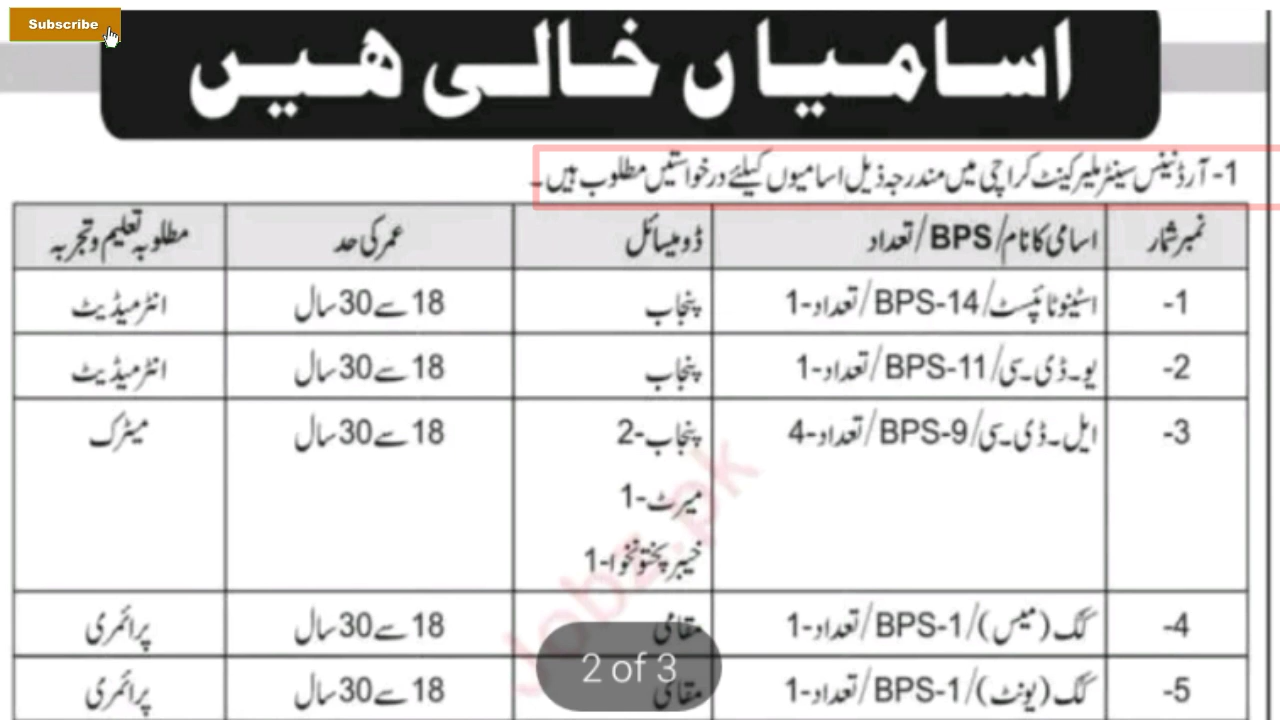 Subscribe
اسامیاں خالی ھیں
1- آرڈیننس سینٹر ملیر کینٹ کراچی میں مندرجہ ذیل اسامیوں کیلئے درخواستیں مطلوب ہیں۔
نمبر شمار اسامی کا نام/BPS/تعداد ڈومیسائل عمر کی حد مطلوبہ تعلیم و تجربہ
1- اسٹینو ٹائپسٹ/BPS-14/تعداد-1 پنجاب 18 سے 30 سال انٹرمیڈیٹ
2- یو۔ڈی۔سی/BPS-11/تعداد-1 پنجاب 18 سے 30 سال انٹرمیڈیٹ
3- ایل۔ڈی۔سی/BPS-9/تعداد-4 پنجاب-2 18 سے 30 سال میٹرک
میرٹ-1
خیبر پختونخوا-1
4- کک (میس)/BPS-1/تعداد-1 مقامی 18 سے 30 سال پرائمری
5- کک (یونٹ)/BPS-1/تعداد-1 مقامی 18 سے 30 سال پرائمری
Jobz.pk
2 of 3